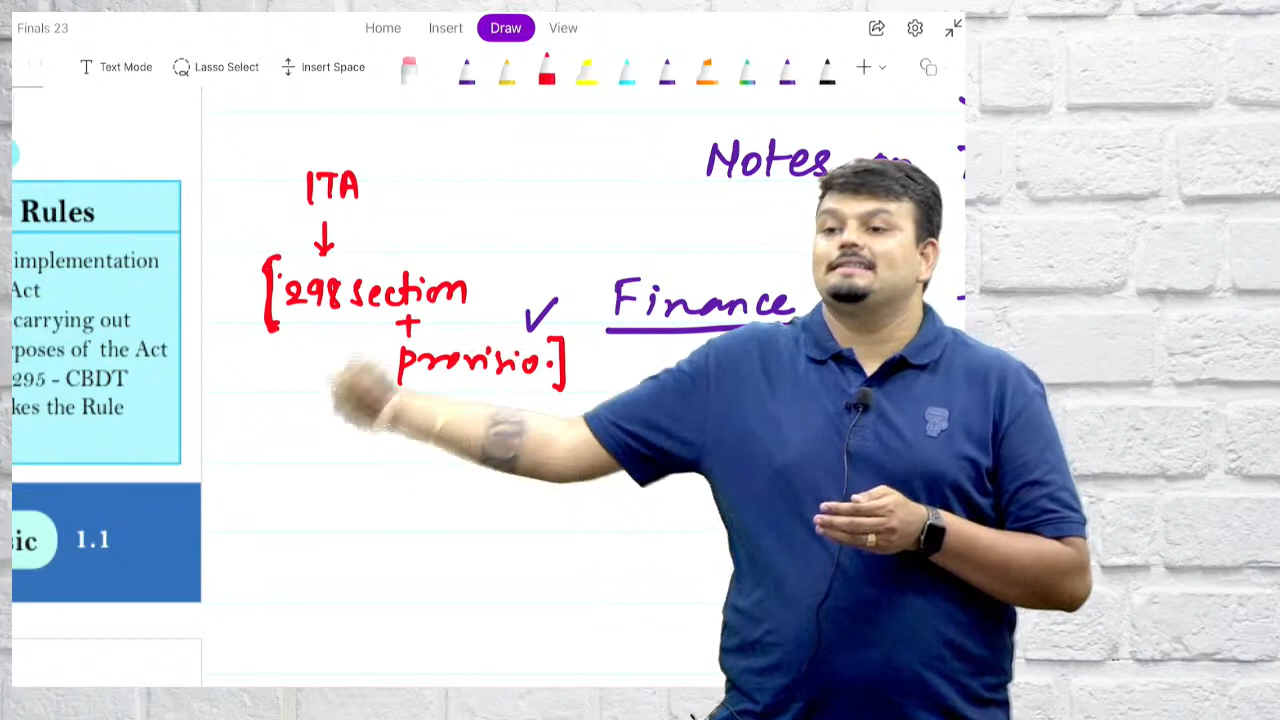 Finals 23
Home Insert Draw View
Text Mode Lasso Select Insert Space
Notes
Rules
implementation
Act
carrying out
poses of the Act
295 - CBDT
kes the Rule
ic 1.1
ITA
298 section
+
provisio.
Finance